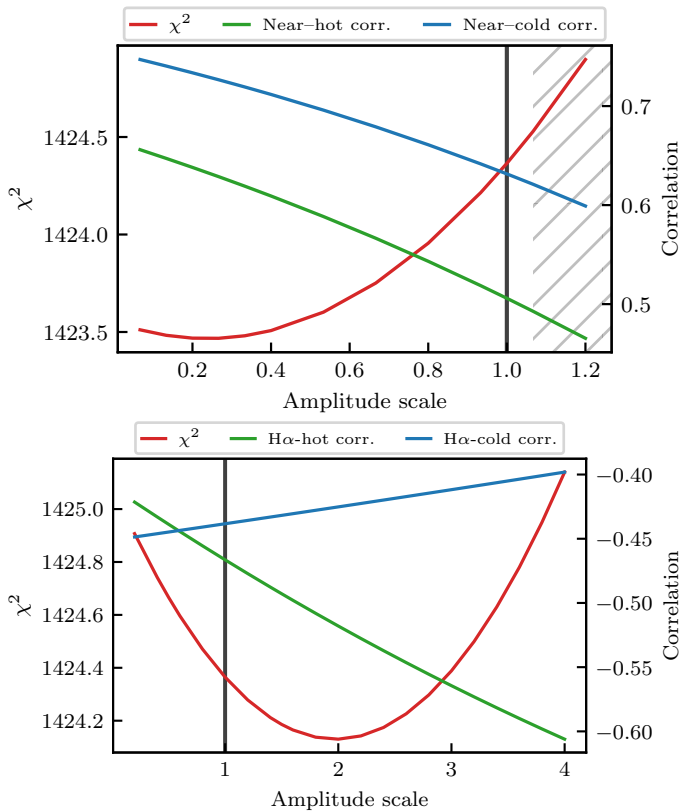 χ² Near–hot corr. Near–cold corr.
1424.5
1424.0
1423.5
χ²
0.7
0.6
0.5
Correlation
0.2 0.4 0.6 0.8 1.0 1.2
Amplitude scale
χ² Hα-hot corr. Hα-cold corr.
1425.0
1424.8
1424.6
1424.4
1424.2
χ²
−0.40
−0.45
−0.50
−0.55
−0.60
Correlation
1 2 3 4
Amplitude scale